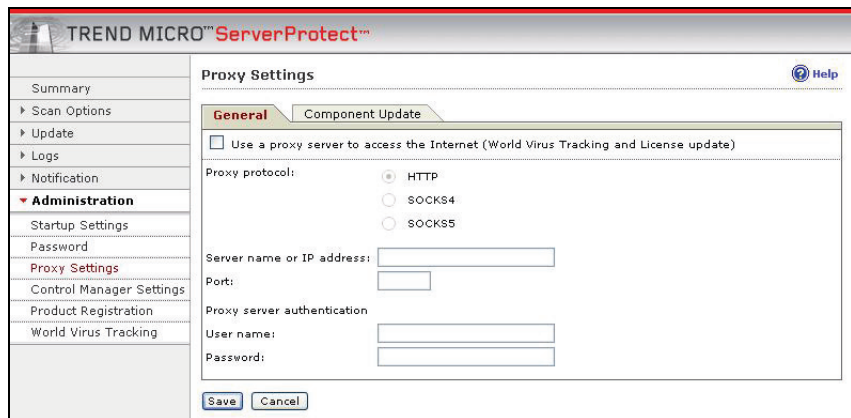 TREND MICRO™ ServerProtect™
Summary
Scan Options
Update
Logs
Notification
Administration
Startup Settings
Password
Proxy Settings
Control Manager Settings
Product Registration
World Virus Tracking
Proxy Settings
Help
General
Component Update
Use a proxy server to access the Internet (World Virus Tracking and License update)
Proxy protocol:
HTTP
SOCKS4
SOCKS5
Server name or IP address:
Port:
Proxy server authentication
User name:
Password:
Save
Cancel